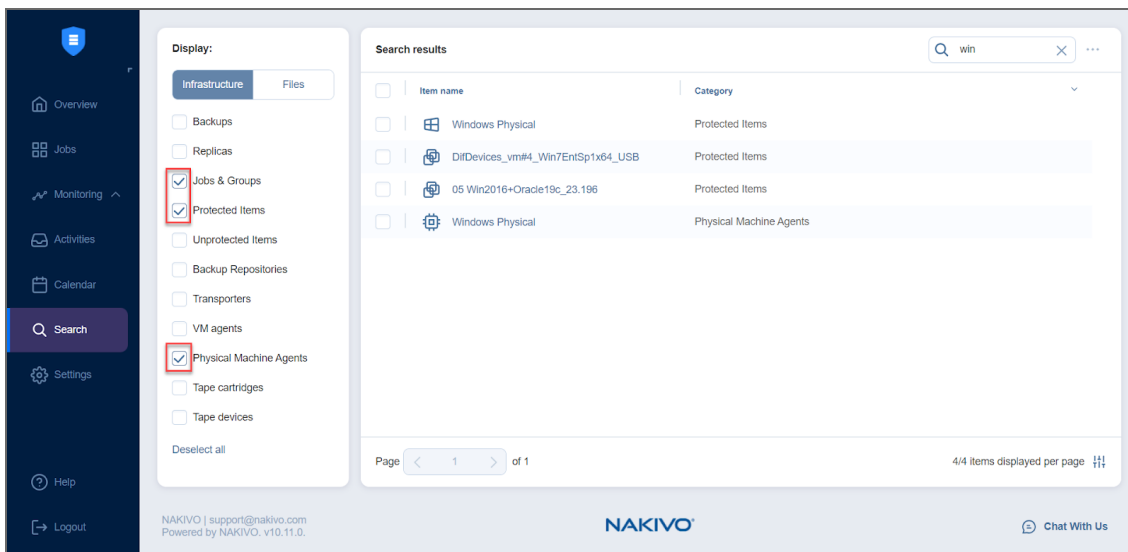 Overview
Jobs
Monitoring
Activities
Calendar
Search
Settings
Help
Logout
Display:
Infrastructure
Files
Backups
Replicas
Jobs & Groups
Protected Items
Unprotected Items
Backup Repositories
Transporters
VM agents
Physical Machine Agents
Tape cartridges
Tape devices
Deselect all
Search results
win
Item name Category
Windows Physical Protected Items
DifDevices_vm#4_Win7EntSp1x64_USB Protected Items
05 Win2016+Oracle19c_23.196 Protected Items
Windows Physical Physical Machine Agents
Page 1 of 1
4/4 items displayed per page
NAKIVO | support@nakivo.com
Powered by NAKIVO. v10.11.0.
NAKIVO®
Chat With Us